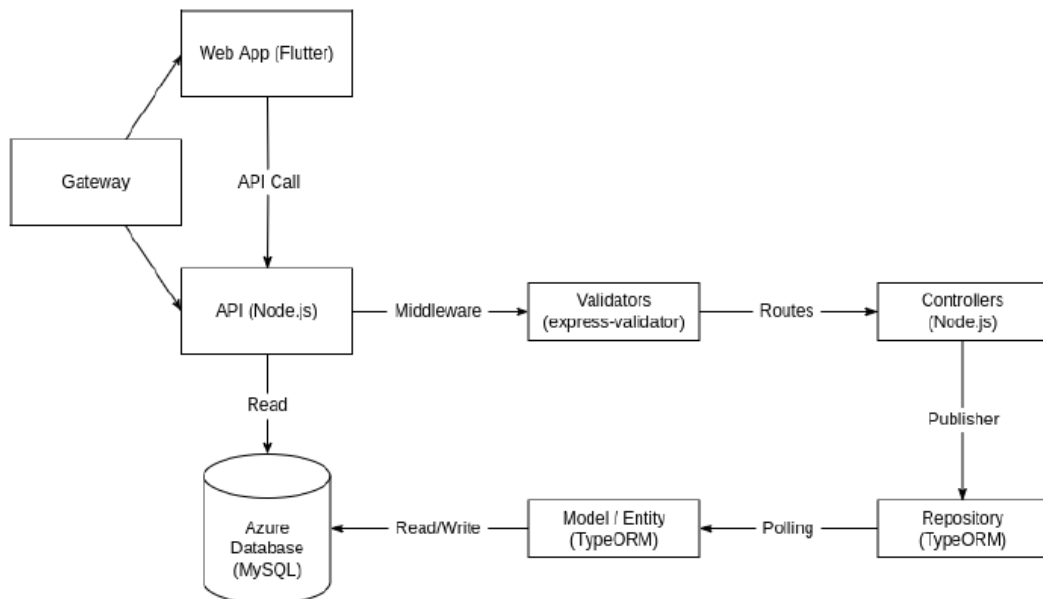 Web App (Flutter)
Gateway
API Call
API (Node.js)
Middleware
Validators
(express-validator)
Routes
Controllers
(Node.js)
Read
Publisher
Azure
Database
(MySQL)
Read/Write
Model / Entity
(TypeORM)
Polling
Repository
(TypeORM)